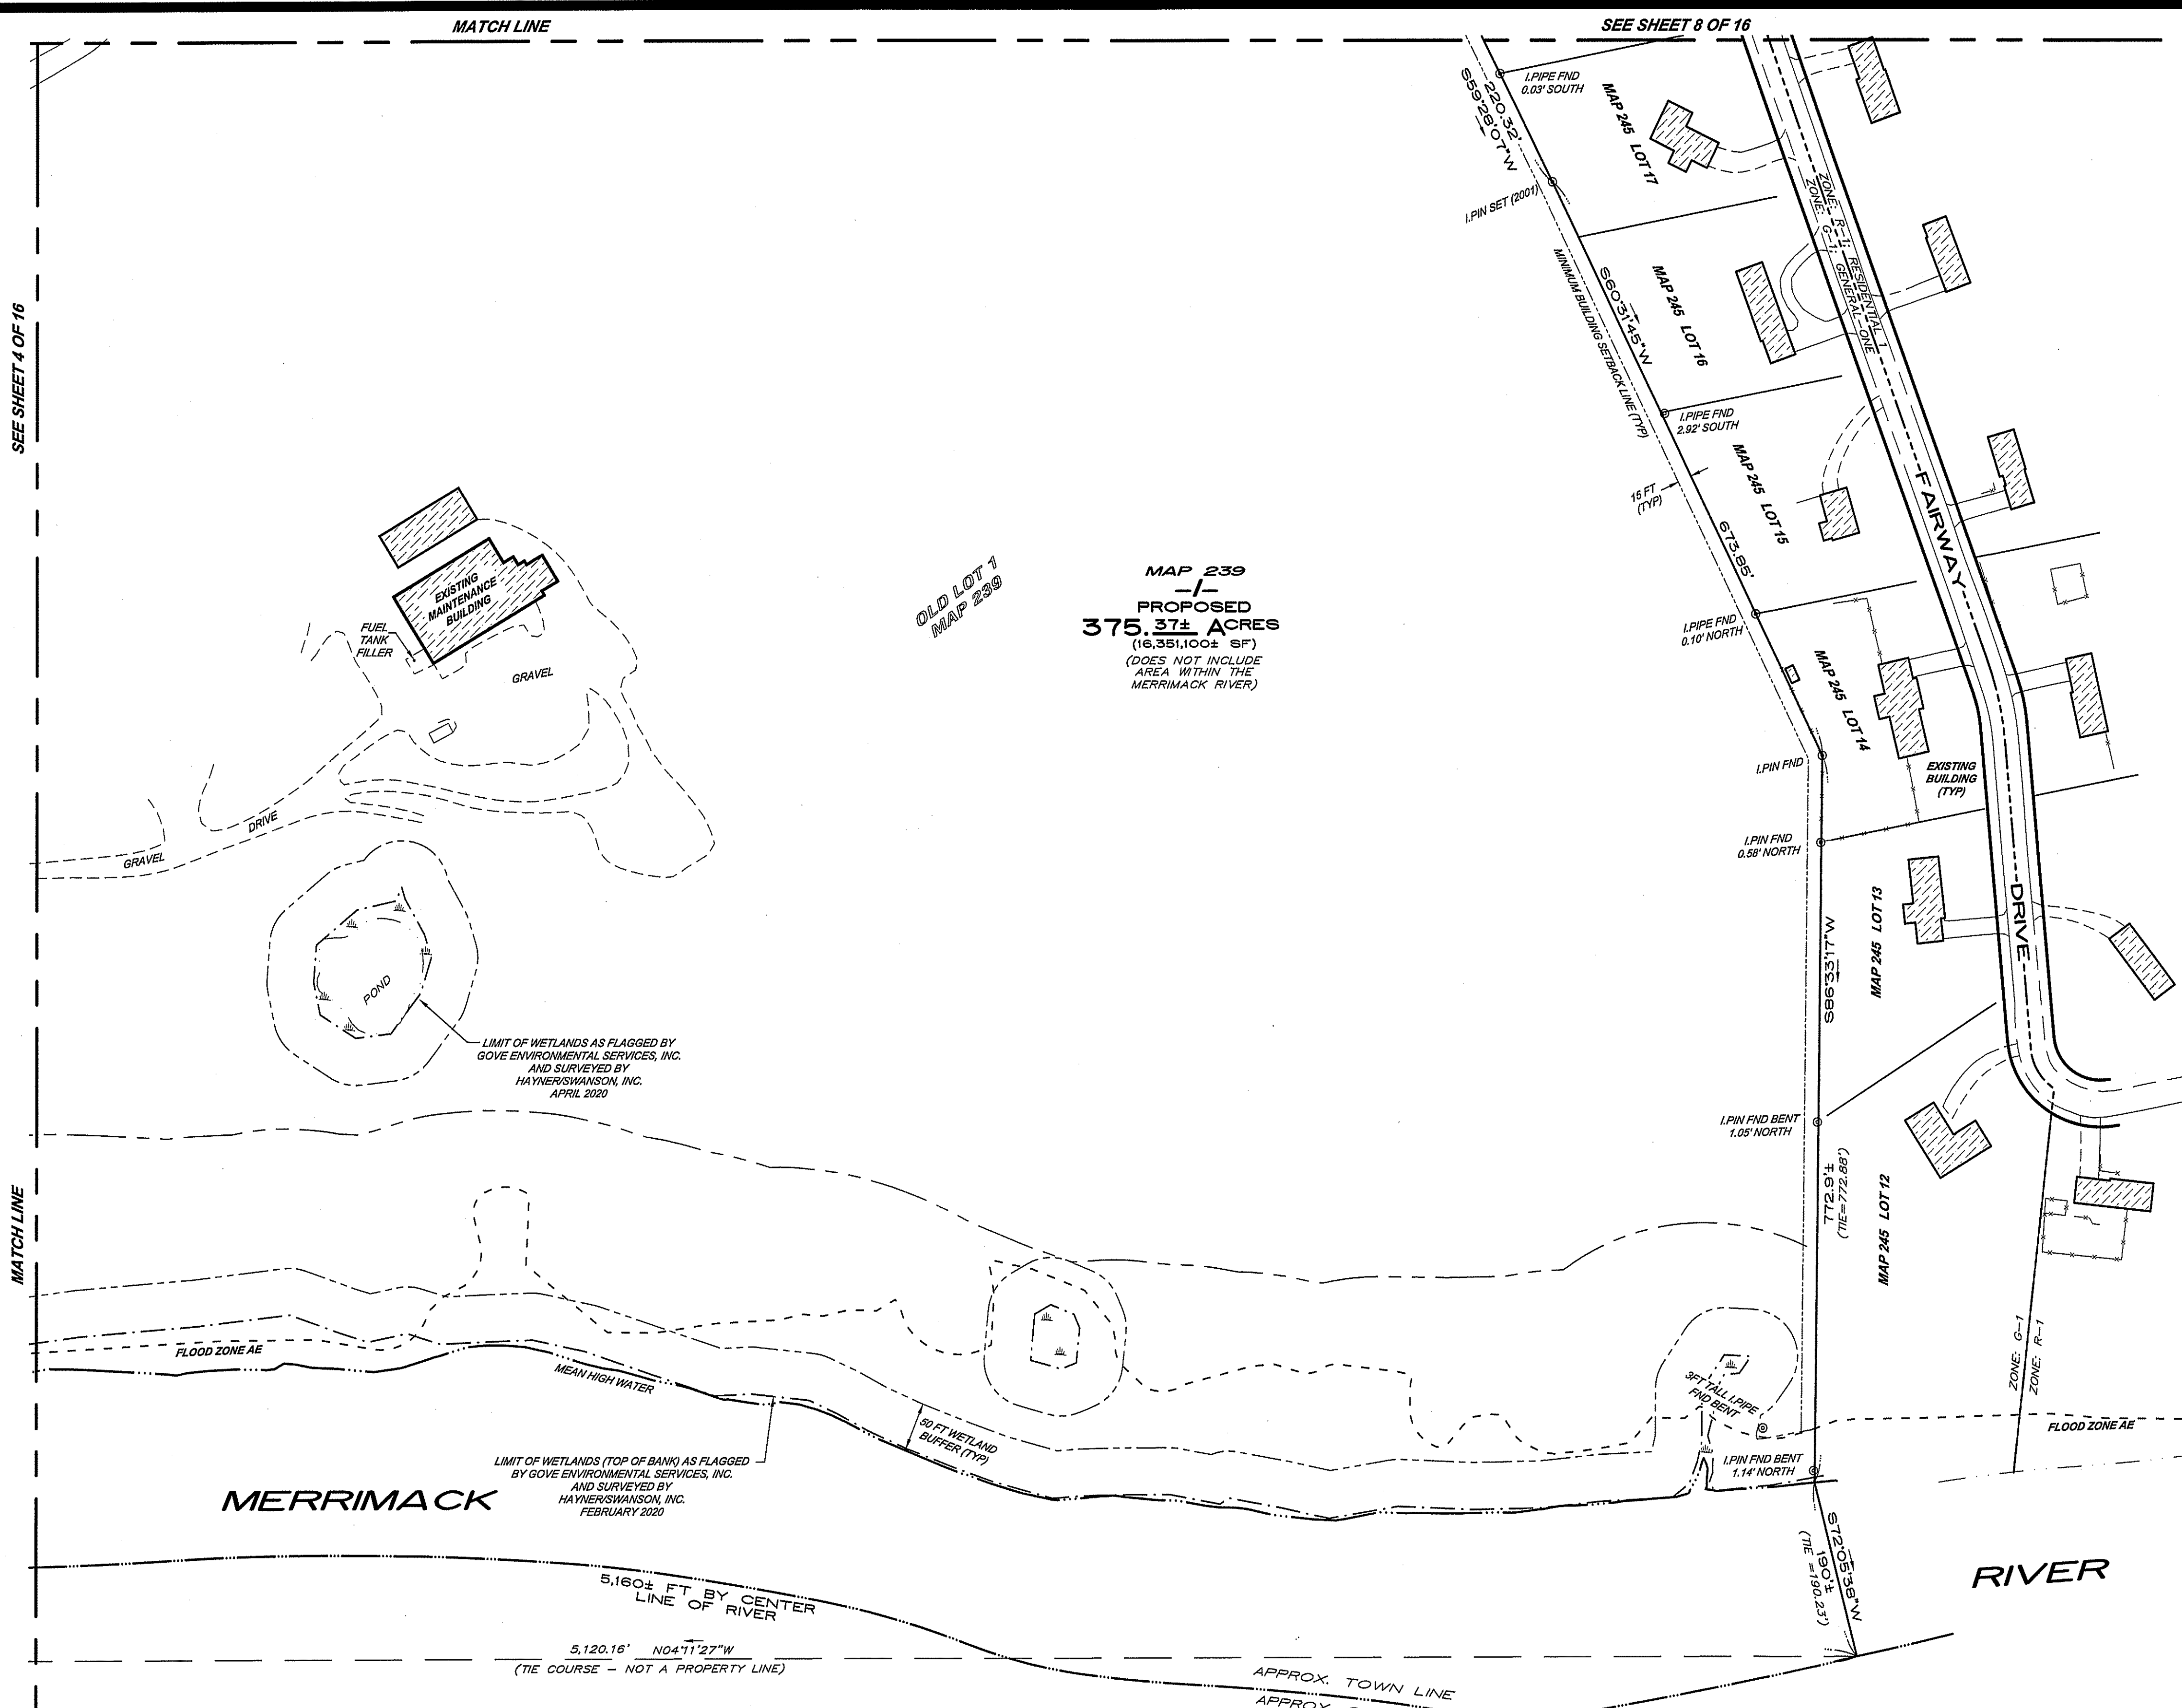 MATCH LINE
SEE SHEET 8 OF 16
SEE SHEET 4 OF 16
MATCH LINE
I.PIPE FND
0.03' SOUTH
220.32'
S59°28'07"W
I.PIN SET (2001)
MAP 245 LOT 17
ZONE: R-1; RESIDENTIAL 1
ZONE: G-1; GENERAL-ONE
MINIMUM BUILDING SETBACK LINE (TYP)
S60°31'45"W
MAP 245 LOT 16
I.PIPE FND
2.92' SOUTH
15 FT
(TYP)
MAP 245 LOT 15
673.85'
FAIRWAY
DRIVE
I.PIPE FND
0.10' NORTH
MAP 245 LOT 14
I.PIN FND
EXISTING
BUILDING
(TYP)
I.PIN FND
0.58' NORTH
MAP 245 LOT 13
S86°33'17"W
I.PIN FND BENT
1.05' NORTH
772.9'±
(TIE=772.88')
MAP 245 LOT 12
ZONE: G-1
ZONE: R-1
EXISTING
MAINTENANCE
BUILDING
FUEL
TANK
FILLER
GRAVEL
OLD LOT 1
MAP 239
MAP 239
-/-
PROPOSED
375.37± ACRES
(16,351,100± SF)
(DOES NOT INCLUDE
AREA WITHIN THE
MERRIMACK RIVER)
GRAVEL
DRIVE
POND
LIMIT OF WETLANDS AS FLAGGED BY
GOVE ENVIRONMENTAL SERVICES, INC.
AND SURVEYED BY
HAYNER/SWANSON, INC.
APRIL 2020
FLOOD ZONE AE
MEAN HIGH WATER
50 FT WETLAND
BUFFER (TYP)
3FT TALL I.PIPE
FND BENT
FLOOD ZONE AE
I.PIN FND BENT
1.14' NORTH
LIMIT OF WETLANDS (TOP OF BANK) AS FLAGGED
BY GOVE ENVIRONMENTAL SERVICES, INC.
AND SURVEYED BY
HAYNER/SWANSON, INC.
FEBRUARY 2020
MERRIMACK
RIVER
S72°05'38"W
190'±
(TIE =190.23')
5,160± FT BY CENTER
LINE OF RIVER
5,120.16' N04°11'27"W
(TIE COURSE – NOT A PROPERTY LINE)
APPROX. TOWN LINE
APPROX.